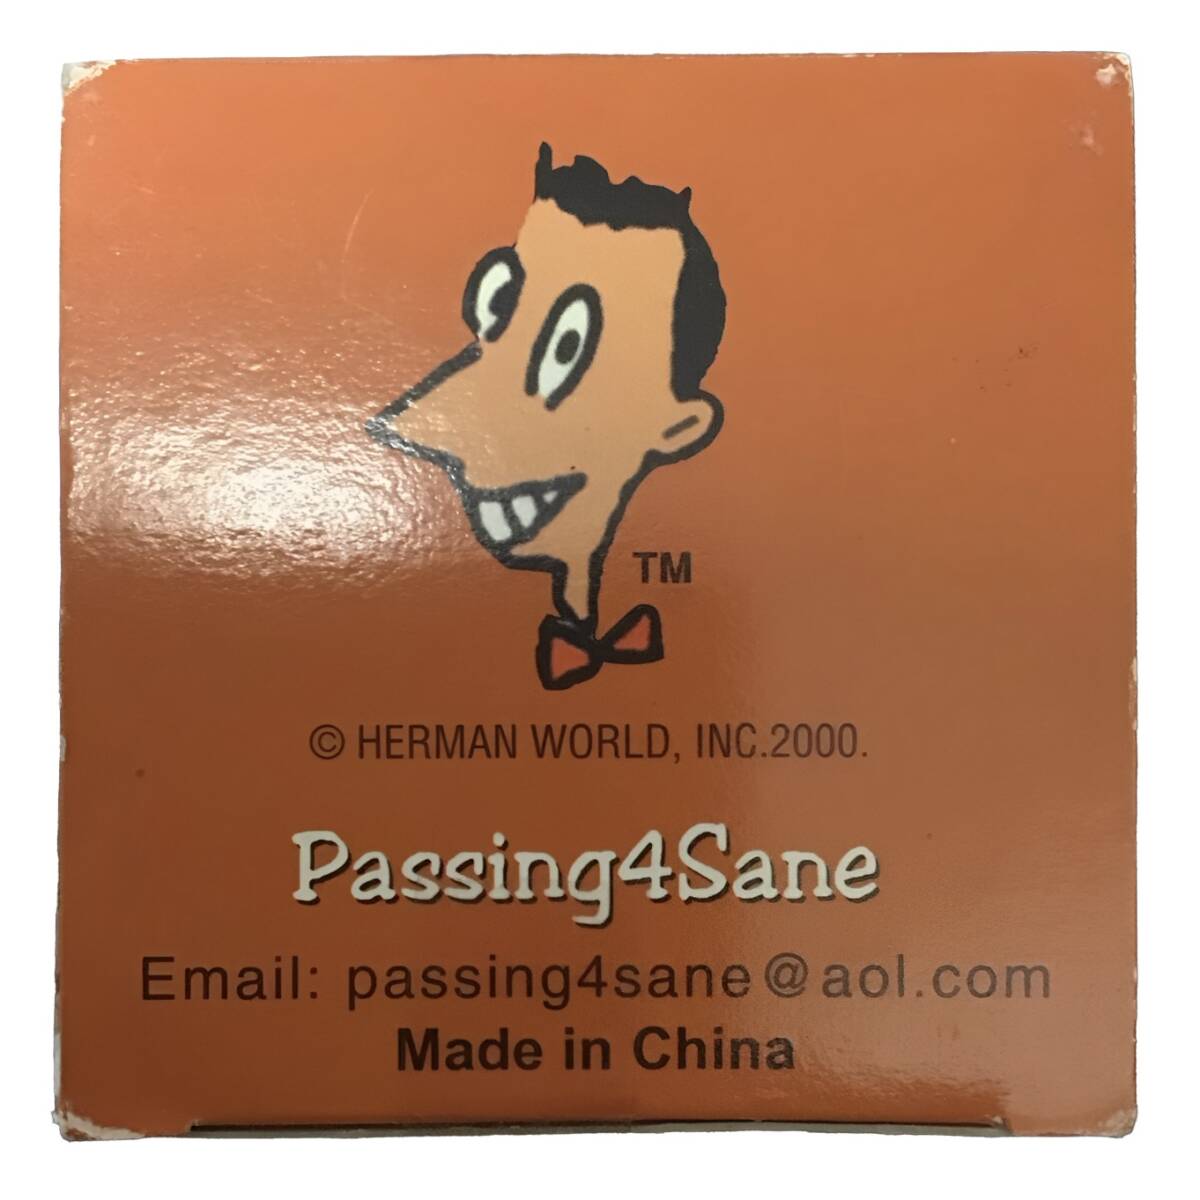 TM
© HERMAN WORLD, INC.2000.
Passing4Sane
Email: passing4sane@aol.com
Made in China